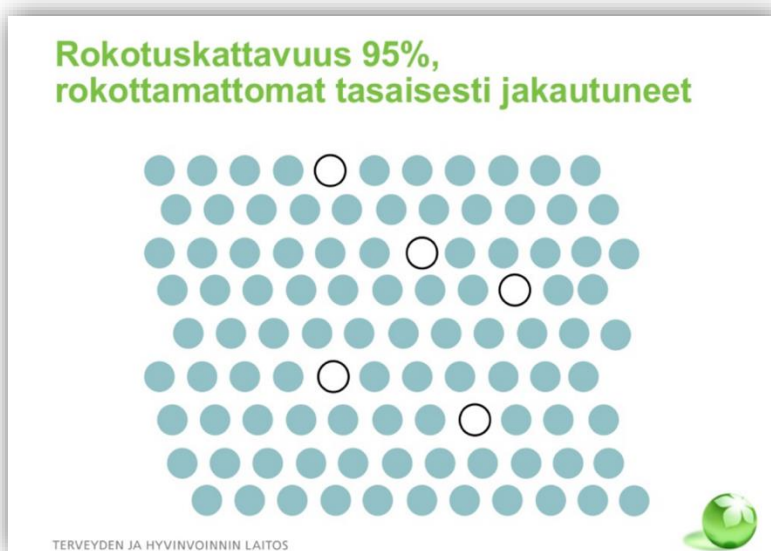 Rokotuskattavuus 95%,
rokottamattomat tasaisesti jakautuneet
TERVEYDEN JA HYVINVOINNIN LAITOS